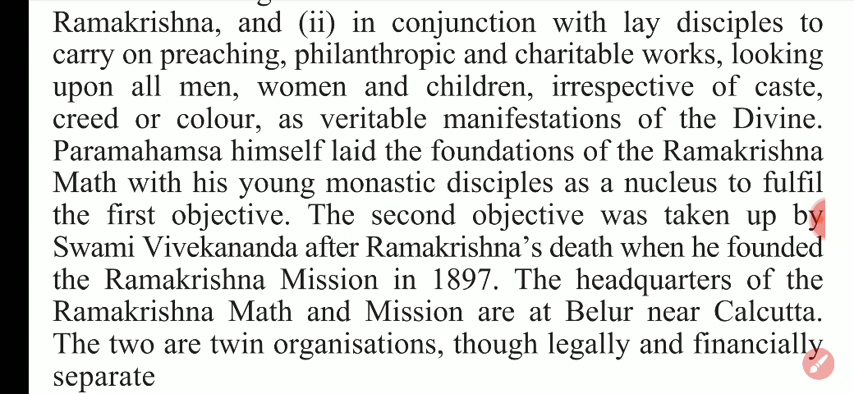 Ramakrishna, and (ii) in conjunction with lay disciples to
carry on preaching, philanthropic and charitable works, looking
upon all men, women and children, irrespective of caste,
creed or colour, as veritable manifestations of the Divine.
Paramahamsa himself laid the foundations of the Ramakrishna
Math with his young monastic disciples as a nucleus to fulfil
the first objective. The second objective was taken up by
Swami Vivekananda after Ramakrishna’s death when he founded
the Ramakrishna Mission in 1897. The headquarters of the
Ramakrishna Math and Mission are at Belur near Calcutta.
The two are twin organisations, though legally and financially
separate